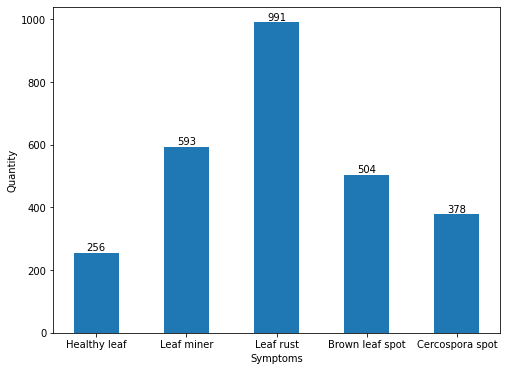 991
1000
800
Quantity
593
600
504
400
378
256
200
0
Healthy leaf
Leaf miner
Leaf rust
Brown leaf spot
Cercospora spot
Symptoms